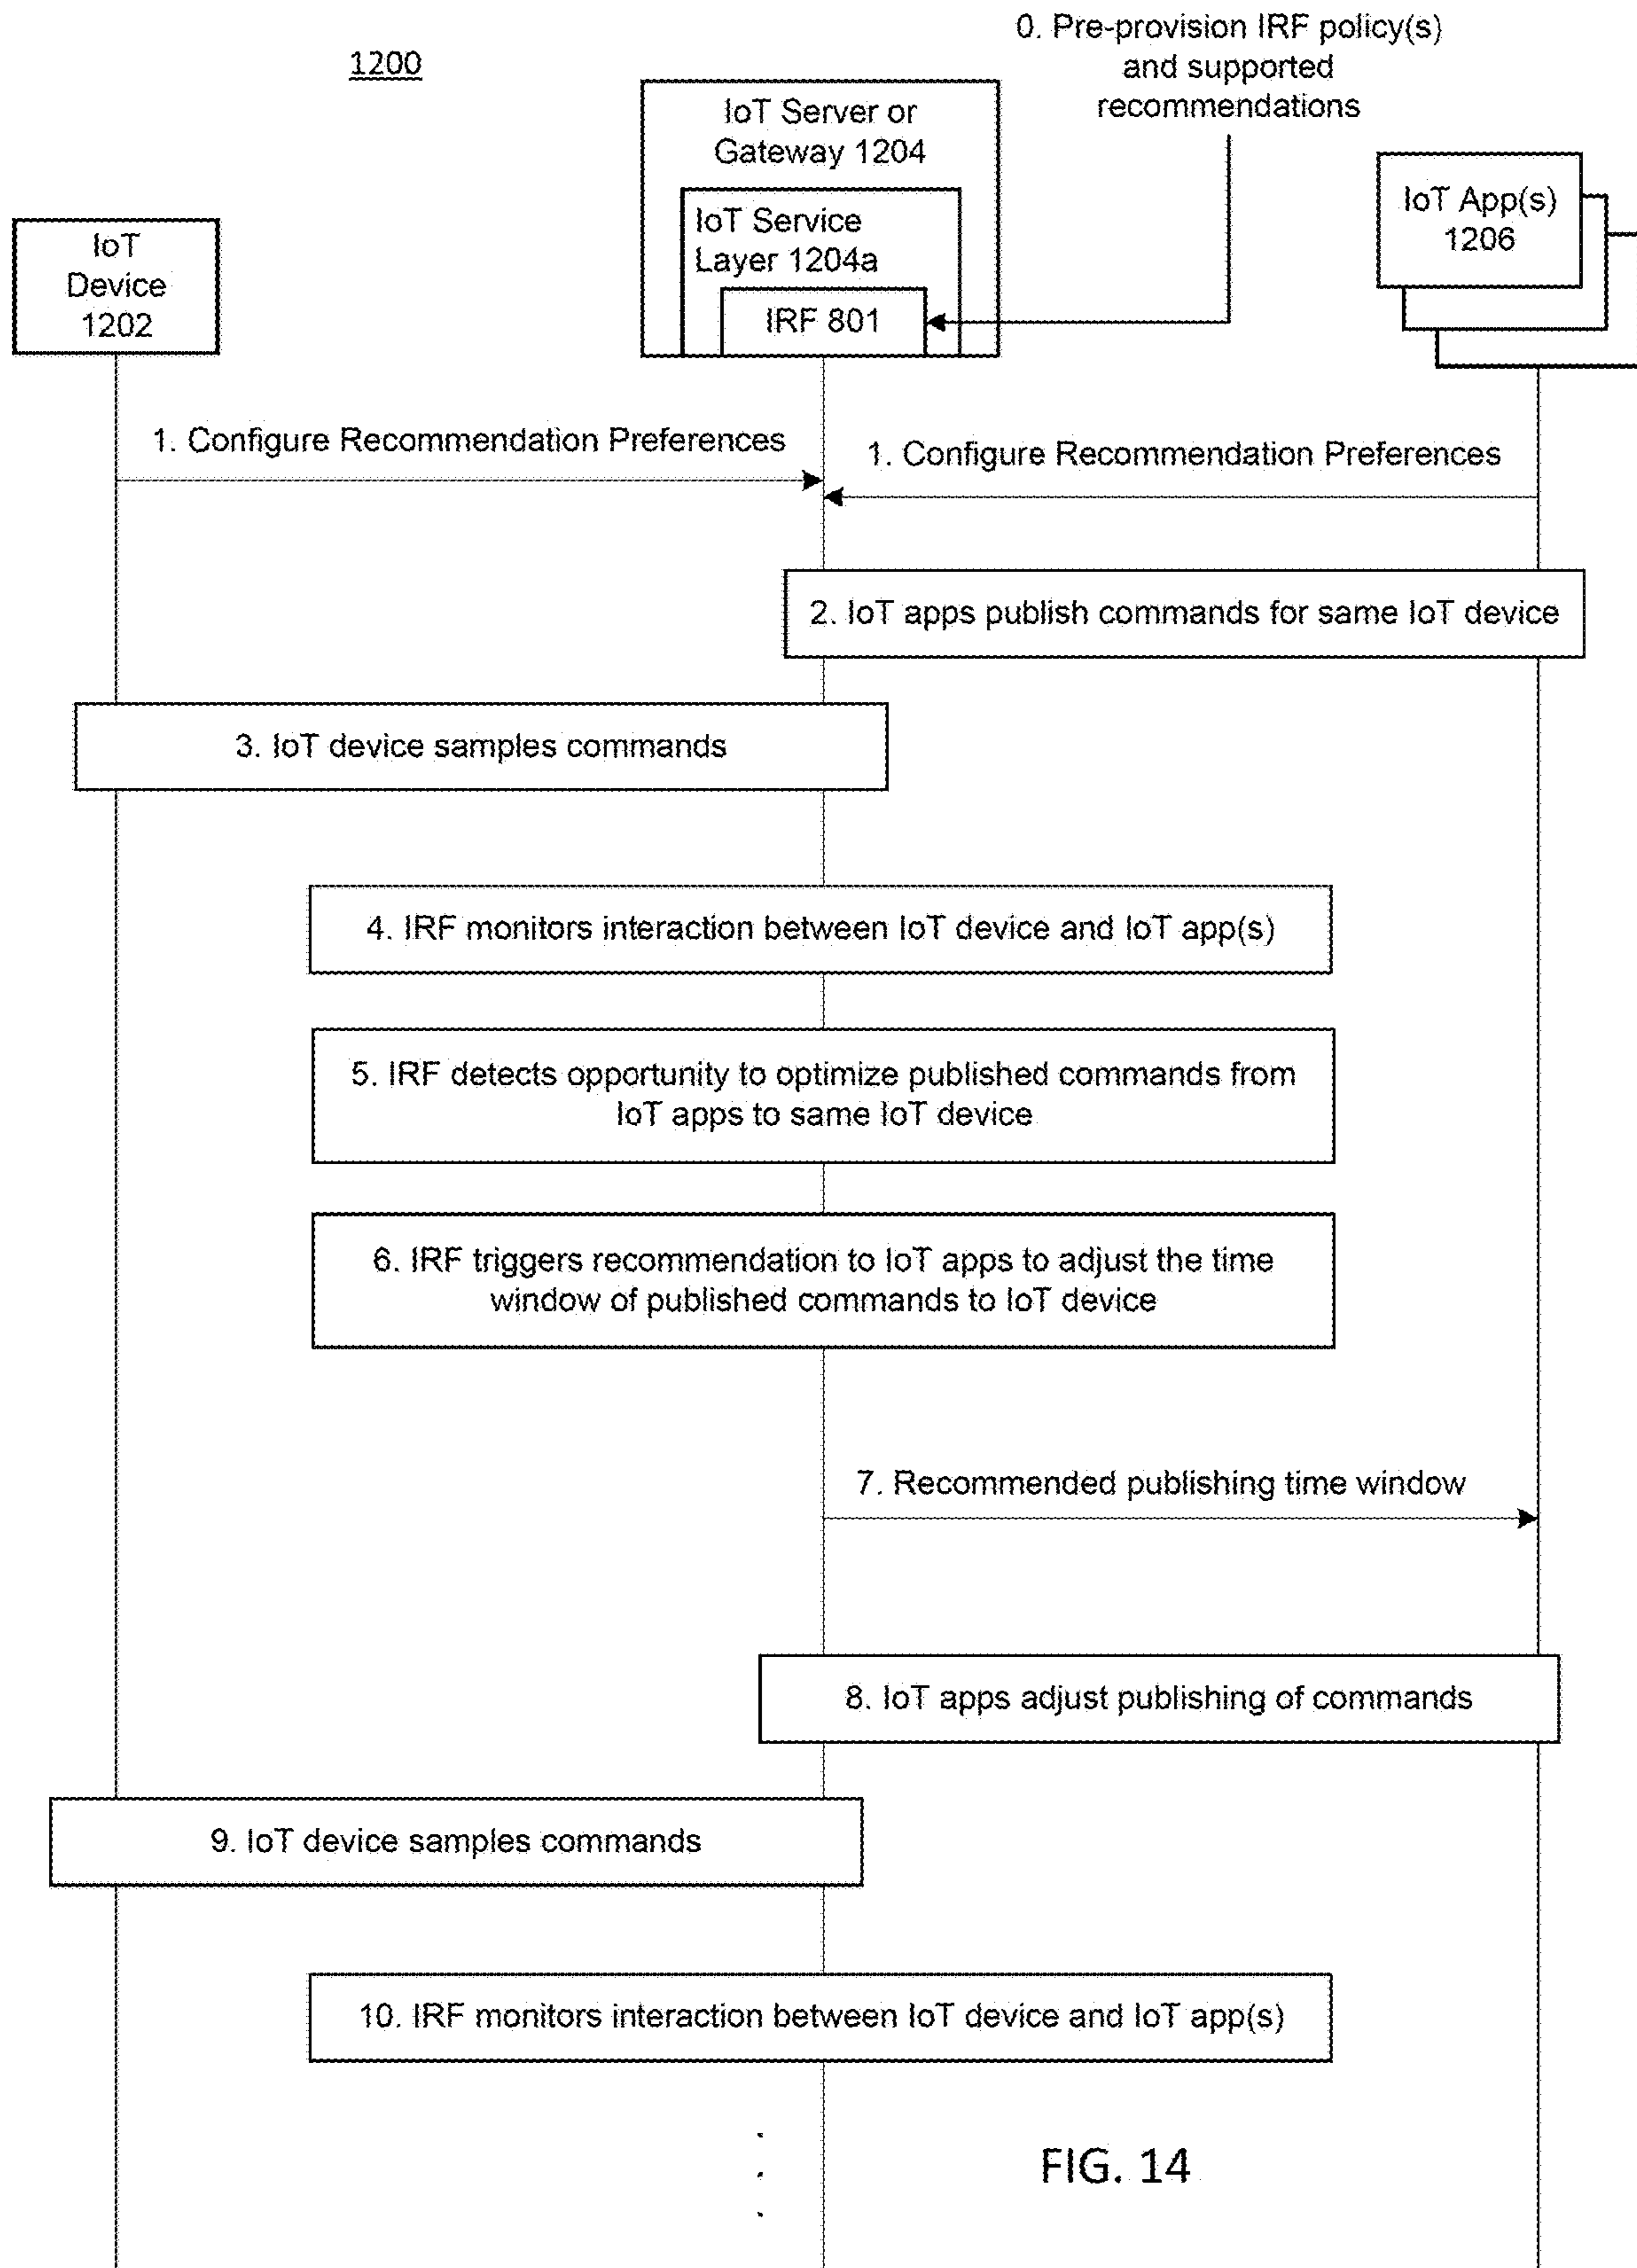 0. Pre-provision IRF policy(s)
and supported
recommendations
1200
IoT Server or
Gateway 1204
IoT Service
Layer 1204a
IRF 801
IoT App(s)
1206
IoT
Device
1202
1. Configure Recommendation Preferences
1. Configure Recommendation Preferences
2. IoT apps publish commands for same IoT device
3. IoT device samples commands
4. IRF monitors interaction between IoT device and IoT app(s)
5. IRF detects opportunity to optimize published commands from
IoT apps to same IoT device
6. IRF triggers recommendation to IoT apps to adjust the time
window of published commands to IoT device
7. Recommended publishing time window
8. IoT apps adjust publishing of commands
9. IoT device samples commands
10. IRF monitors interaction between IoT device and IoT app(s)
FIG. 14